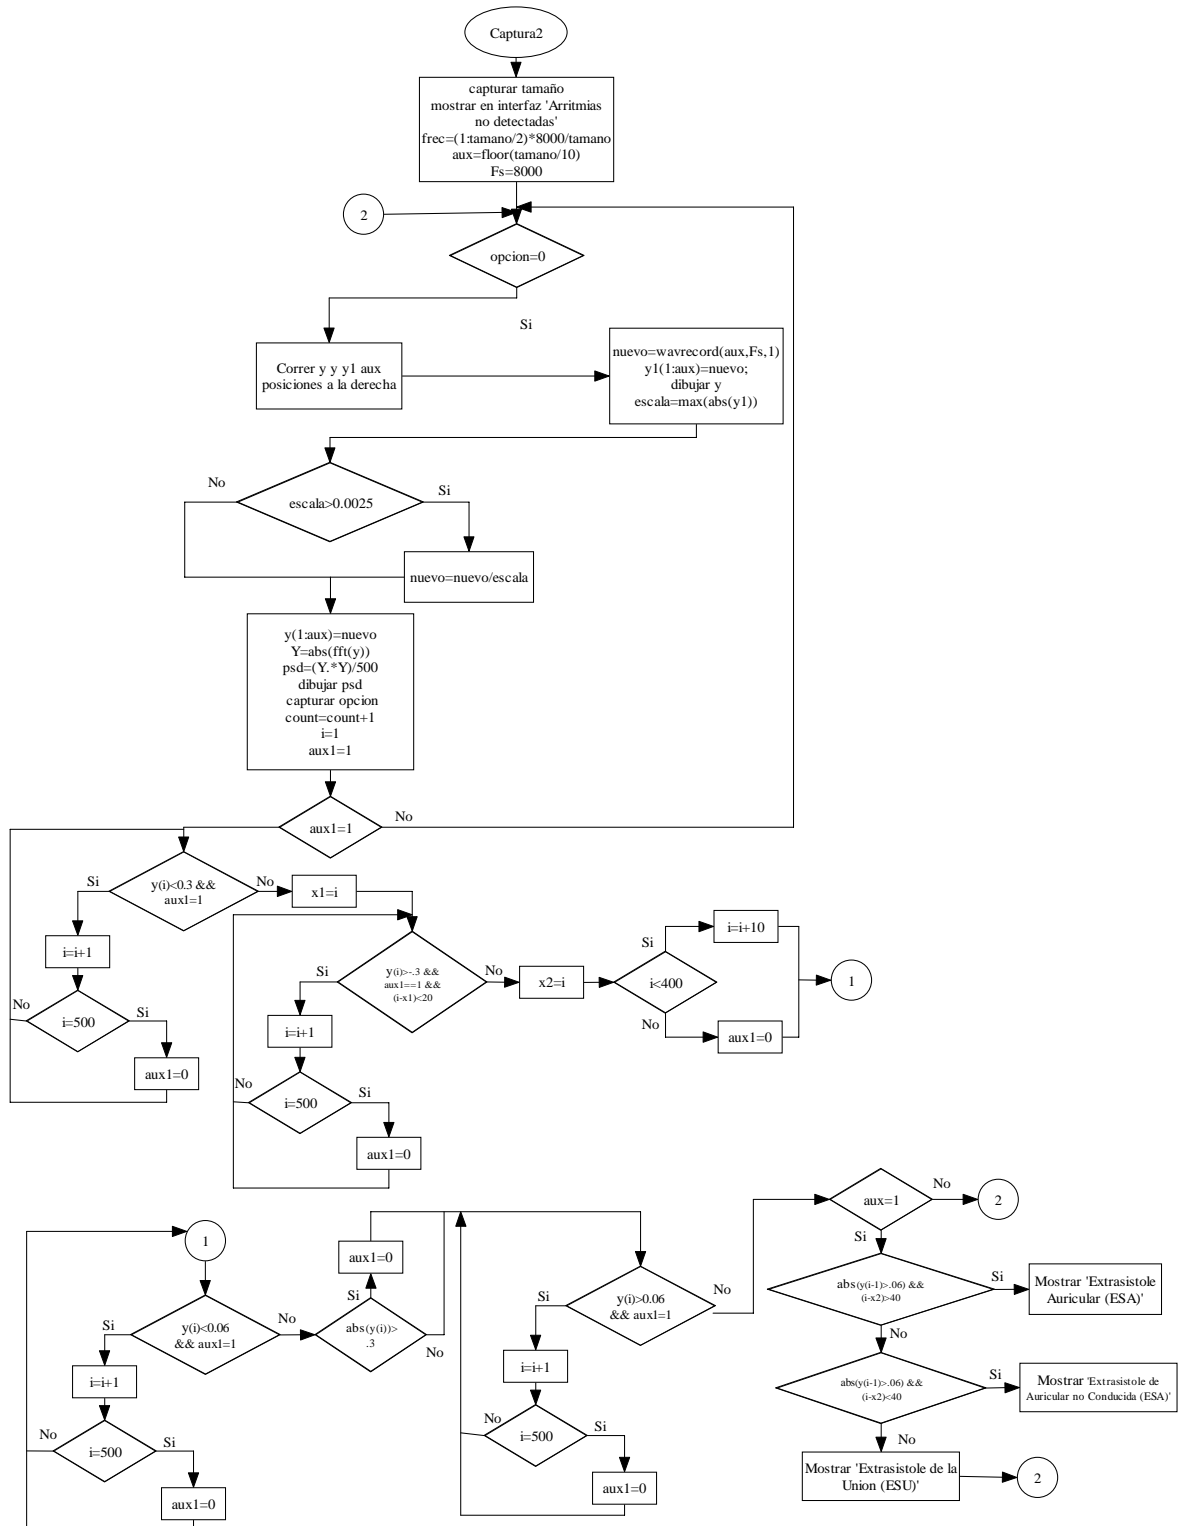 Captura2
capturar tamaño
mostrar en interfaz 'Arritmias
no detectadas'
frec=(1:tamano/2)*8000/tamano
aux=floor(tamano/10)
Fs=8000
2
opcion=0
Si
Correr y y y1 aux
posiciones a la derecha
nuevo=wavrecord(aux,Fs,1)
y1(1:aux)=nuevo;
dibujar y
escala=max(abs(y1))
No
escala>0.0025
Si
nuevo=nuevo/escala
y(1:aux)=nuevo
Y=abs(fft(y))
psd=(Y.*Y)/500
dibujar psd
capturar opcion
count=count+1
i=1
aux1=1
aux1=1
No
Si
y(i)<0.3 &&
aux1=1
No
x1=i
i=i+1
No
i=500
Si
aux1=0
Si
y(i)>-.3 &&
aux1==1 &&
(i-x1)<20
No
x2=i
i=i+1
No
i=500
Si
aux1=0
Si
i<400
No
i=i+10
aux1=0
1
1
Si
y(i)<0.06
&& aux1=1
No
i=i+1
No
i=500
Si
aux1=0
aux1=0
Si
abs(y(i))>
.3
No
Si
y(i)>0.06
&& aux1=1
No
i=i+1
No
i=500
Si
aux1=0
aux=1
No
2
Si
abs(y(i-1)>.06) &&
(i-x2)>40
Si
Mostrar 'Extrasistole
Auricular (ESA)'
No
abs(y(i-1)>.06) &&
(i-x2)<40
Si
Mostrar 'Extrasistole de
Auricular no Conducida (ESA)'
No
Mostrar 'Extrasistole de la
Union (ESU)'
2